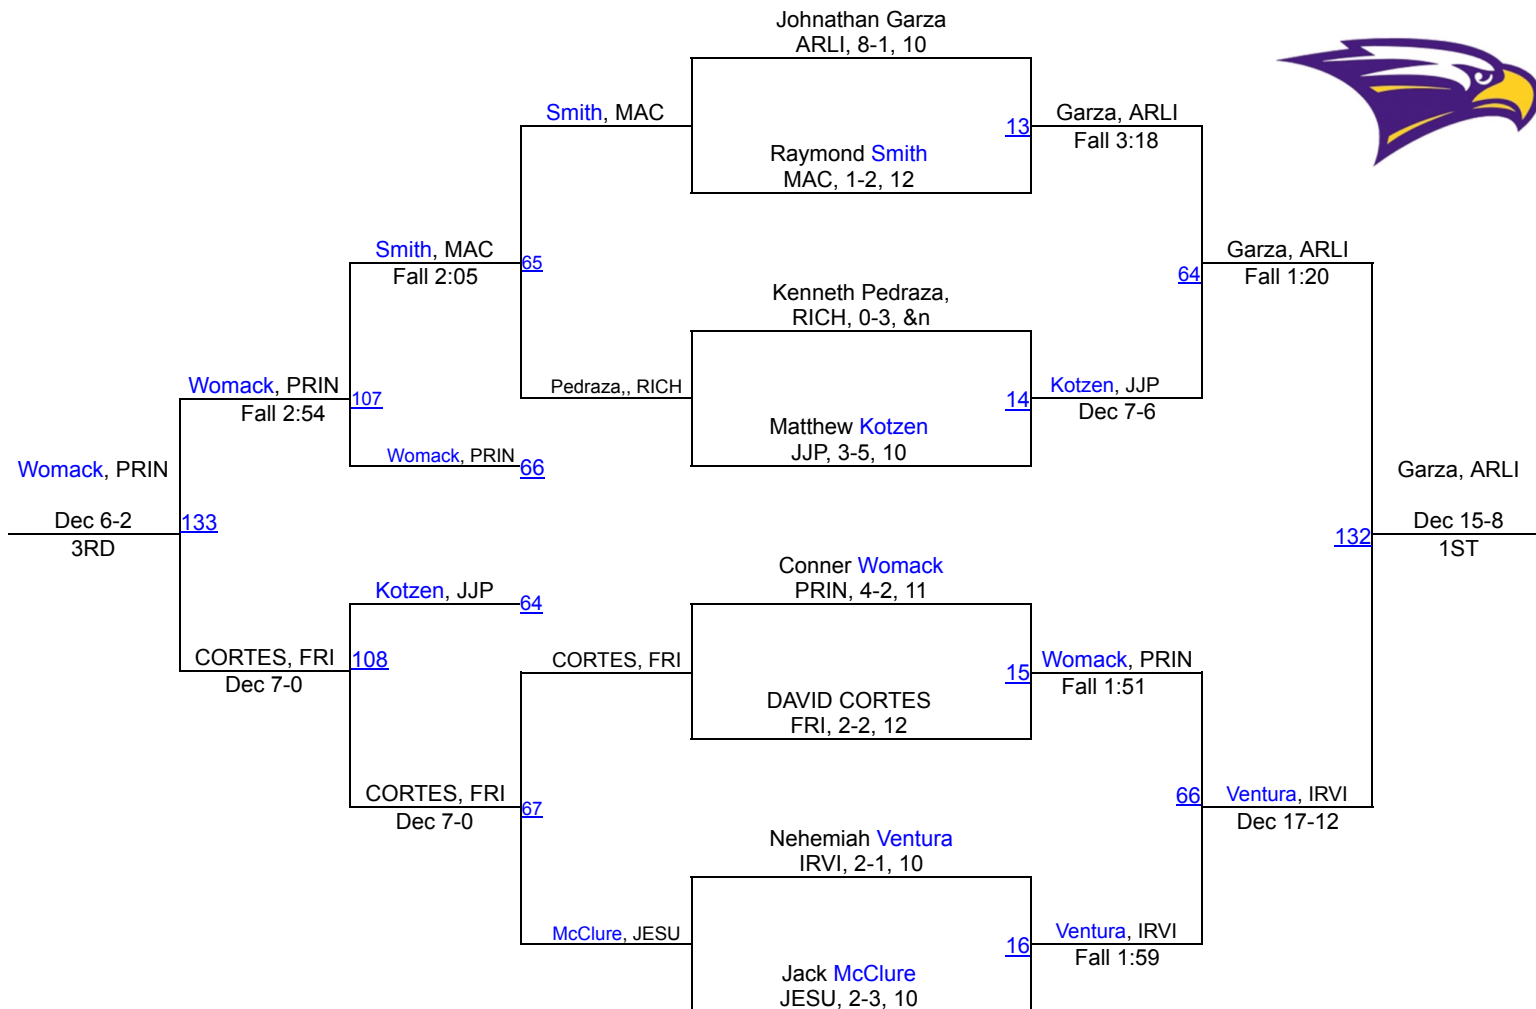 Johnathan Garza
ARLI, 8-1, 10
Smith, MAC
13
Garza, ARLI
Fall 3:18
Raymond Smith
MAC, 1-2, 12
Smith, MAC
Fall 2:05
65
Garza, ARLI
Fall 1:20
64
Kenneth Pedraza,
RICH, 0-3, &n
Womack, PRIN
Fall 2:54
107
Pedraza,, RICH
14
Kotzen, JJP
Dec 7-6
Matthew Kotzen
JJP, 3-5, 10
Womack, PRIN
66
Womack, PRIN
Dec 6-2
3RD
133
Garza, ARLI
Dec 15-8
1ST
132
Conner Womack
PRIN, 4-2, 11
Kotzen, JJP
64
CORTES, FRI
Dec 7-0
108
CORTES, FRI
15
Womack, PRIN
Fall 1:51
DAVID CORTES
FRI, 2-2, 12
CORTES, FRI
Dec 7-0
67
66
Ventura, IRVI
Dec 17-12
Nehemiah Ventura
IRVI, 2-1, 10
McClure, JESU
16
Ventura, IRVI
Fall 1:59
Jack McClure
JESU, 2-3, 10